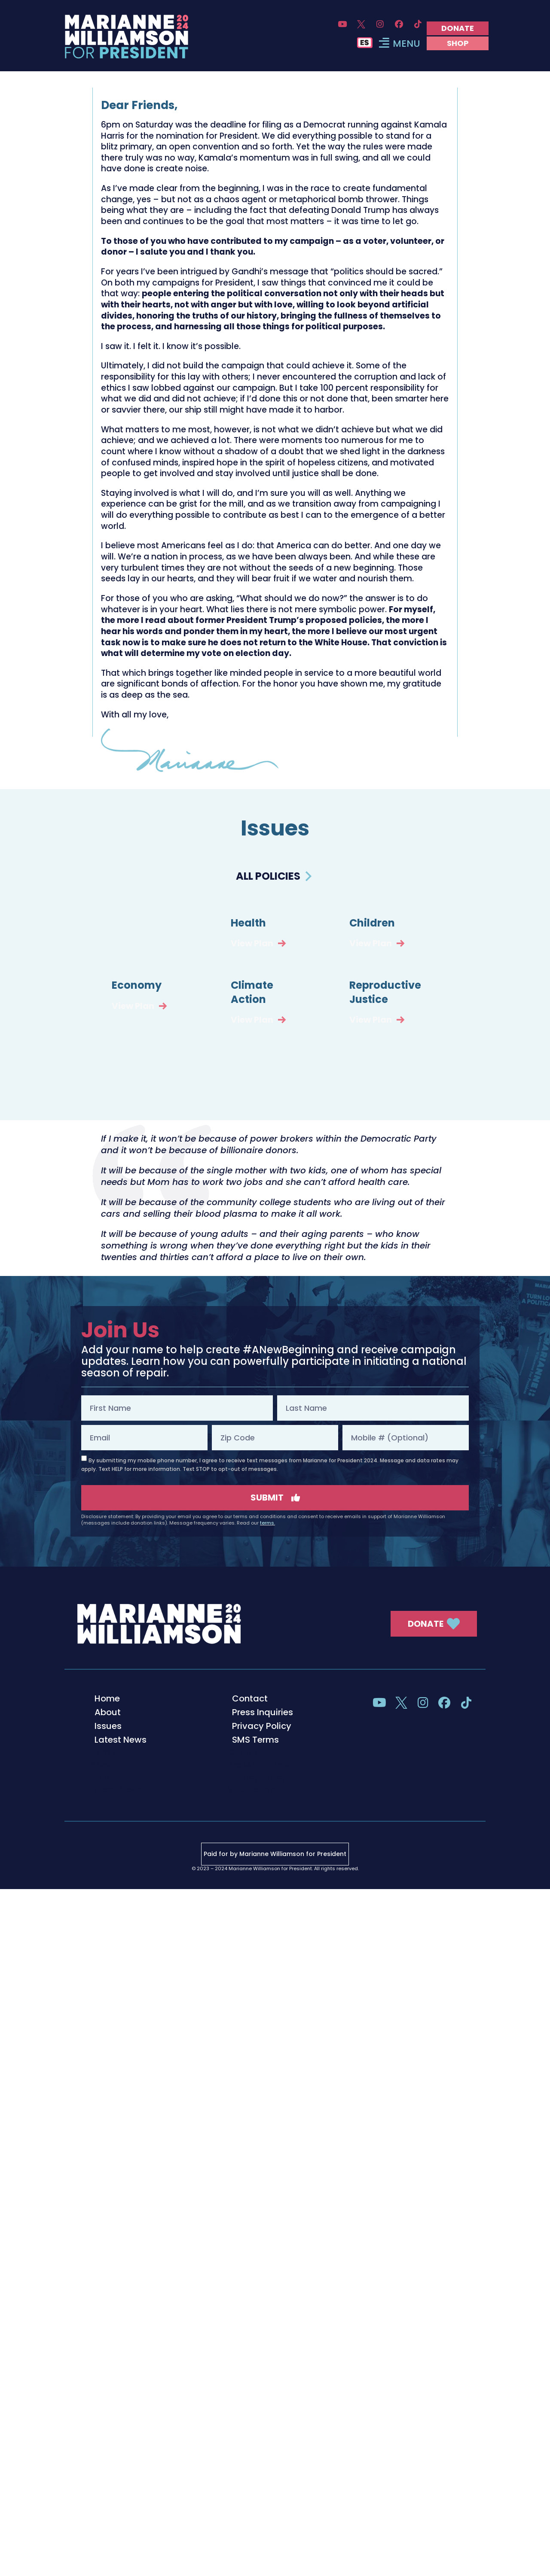 MARIANNE 20
WILLIAMSON 24
FOR PRESIDENT
DONATE
ES
MENU
SHOP
Dear Friends,
6pm on Saturday was the deadline for filing as a Democrat running against Kamala
Harris for the nomination for President. We did everything possible to stand for a
blitz primary, an open convention and so forth. Yet the way the rules were made
there truly was no way, Kamala’s momentum was in full swing, and all we could
have done is create noise.
As I’ve made clear from the beginning, I was in the race to create fundamental
change, yes – but not as a chaos agent or metaphorical bomb thrower. Things
being what they are – including the fact that defeating Donald Trump has always
been and continues to be the goal that most matters – it was time to let go.
To those of you who have contributed to my campaign – as a voter, volunteer, or
donor – I salute you and I thank you.
For years I’ve been intrigued by Gandhi’s message that “politics should be sacred.”
On both my campaigns for President, I saw things that convinced me it could be
that way: people entering the political conversation not only with their heads but
with their hearts, not with anger but with love, willing to look beyond artificial
divides, honoring the truths of our history, bringing the fullness of themselves to
the process, and harnessing all those things for political purposes.
I saw it. I felt it. I know it’s possible.
Ultimately, I did not build the campaign that could achieve it. Some of the
responsibility for this lay with others; I never encountered the corruption and lack of
ethics I saw lobbed against our campaign. But I take 100 percent responsibility for
what we did and did not achieve; if I’d done this or not done that, been smarter here
or savvier there, our ship still might have made it to harbor.
What matters to me most, however, is not what we didn’t achieve but what we did
achieve; and we achieved a lot. There were moments too numerous for me to
count where I know without a shadow of a doubt that we shed light in the darkness
of confused minds, inspired hope in the spirit of hopeless citizens, and motivated
people to get involved and stay involved until justice shall be done.
Staying involved is what I will do, and I’m sure you will as well. Anything we
experience can be grist for the mill, and as we transition away from campaigning I
will do everything possible to contribute as best I can to the emergence of a better
world.
I believe most Americans feel as I do: that America can do better. And one day we
will. We’re a nation in process, as we have been always been. And while these are
very turbulent times they are not without the seeds of a new beginning. Those
seeds lay in our hearts, and they will bear fruit if we water and nourish them.
For those of you who are asking, “What should we do now?” the answer is to do
whatever is in your heart. What lies there is not mere symbolic power. For myself,
the more I read about former President Trump’s proposed policies, the more I
hear his words and ponder them in my heart, the more I believe our most urgent
task now is to make sure he does not return to the White House. That conviction is
what will determine my vote on election day.
That which brings together like minded people in service to a more beautiful world
are significant bonds of affection. For the honor you have shown me, my gratitude
is as deep as the sea.
With all my love,
Marianne
Issues
ALL POLICIES
Health
Children
Economy
Climate
Action
Reproductive
Justice
If I make it, it won’t be because of power brokers within the Democratic Party
and it won’t be because of billionaire donors.
It will be because of the single mother with two kids, one of whom has special
needs but Mom has to work two jobs and she can’t afford health care.
It will be because of the community college students who are living out of their
cars and selling their blood plasma to make it all work.
It will be because of young adults – and their aging parents – who know
something is wrong when they’ve done everything right but the kids in their
twenties and thirties can’t afford a place to live on their own.
Join Us
Add your name to help create #ANewBeginning and receive campaign
updates. Learn how you can powerfully participate in initiating a national
season of repair.
First Name
Last Name
Email
Zip Code
Mobile # (Optional)
By submitting my mobile phone number, I agree to receive text messages from Marianne for President 2024. Message and data rates may
apply. Text HELP for more information. Text STOP to opt-out of messages.
SUBMIT
Disclosure statement: By providing your email you agree to our terms and conditions and consent to receive emails in support of Marianne Williamson
(messages include donation links). Message frequency varies. Read our terms.
MARIANNE 20
WILLIAMSON 24
DONATE
Home
About
Issues
Latest News
Contact
Press Inquiries
Privacy Policy
SMS Terms
Paid for by Marianne Williamson for President
© 2023 - 2024 Marianne Williamson for President. All rights reserved.